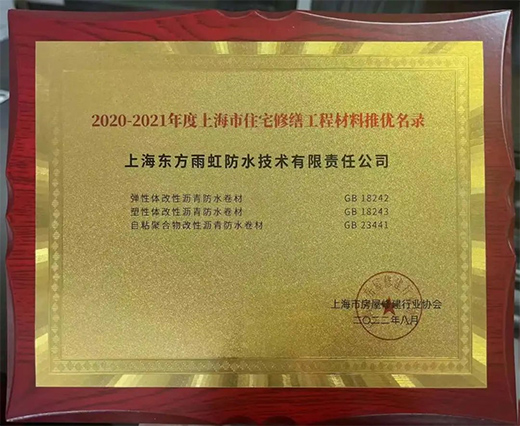 2020-2021年度上海市住宅修缮工程材料推优名录
上海东方雨虹防水技术有限责任公司
弹性体改性沥青防水卷材 GB 18242
塑性体改性沥青防水卷材 GB 18243
自粘聚合物改性沥青防水卷材 GB 23441
上海市房屋修建行业协会
二〇二二年八月